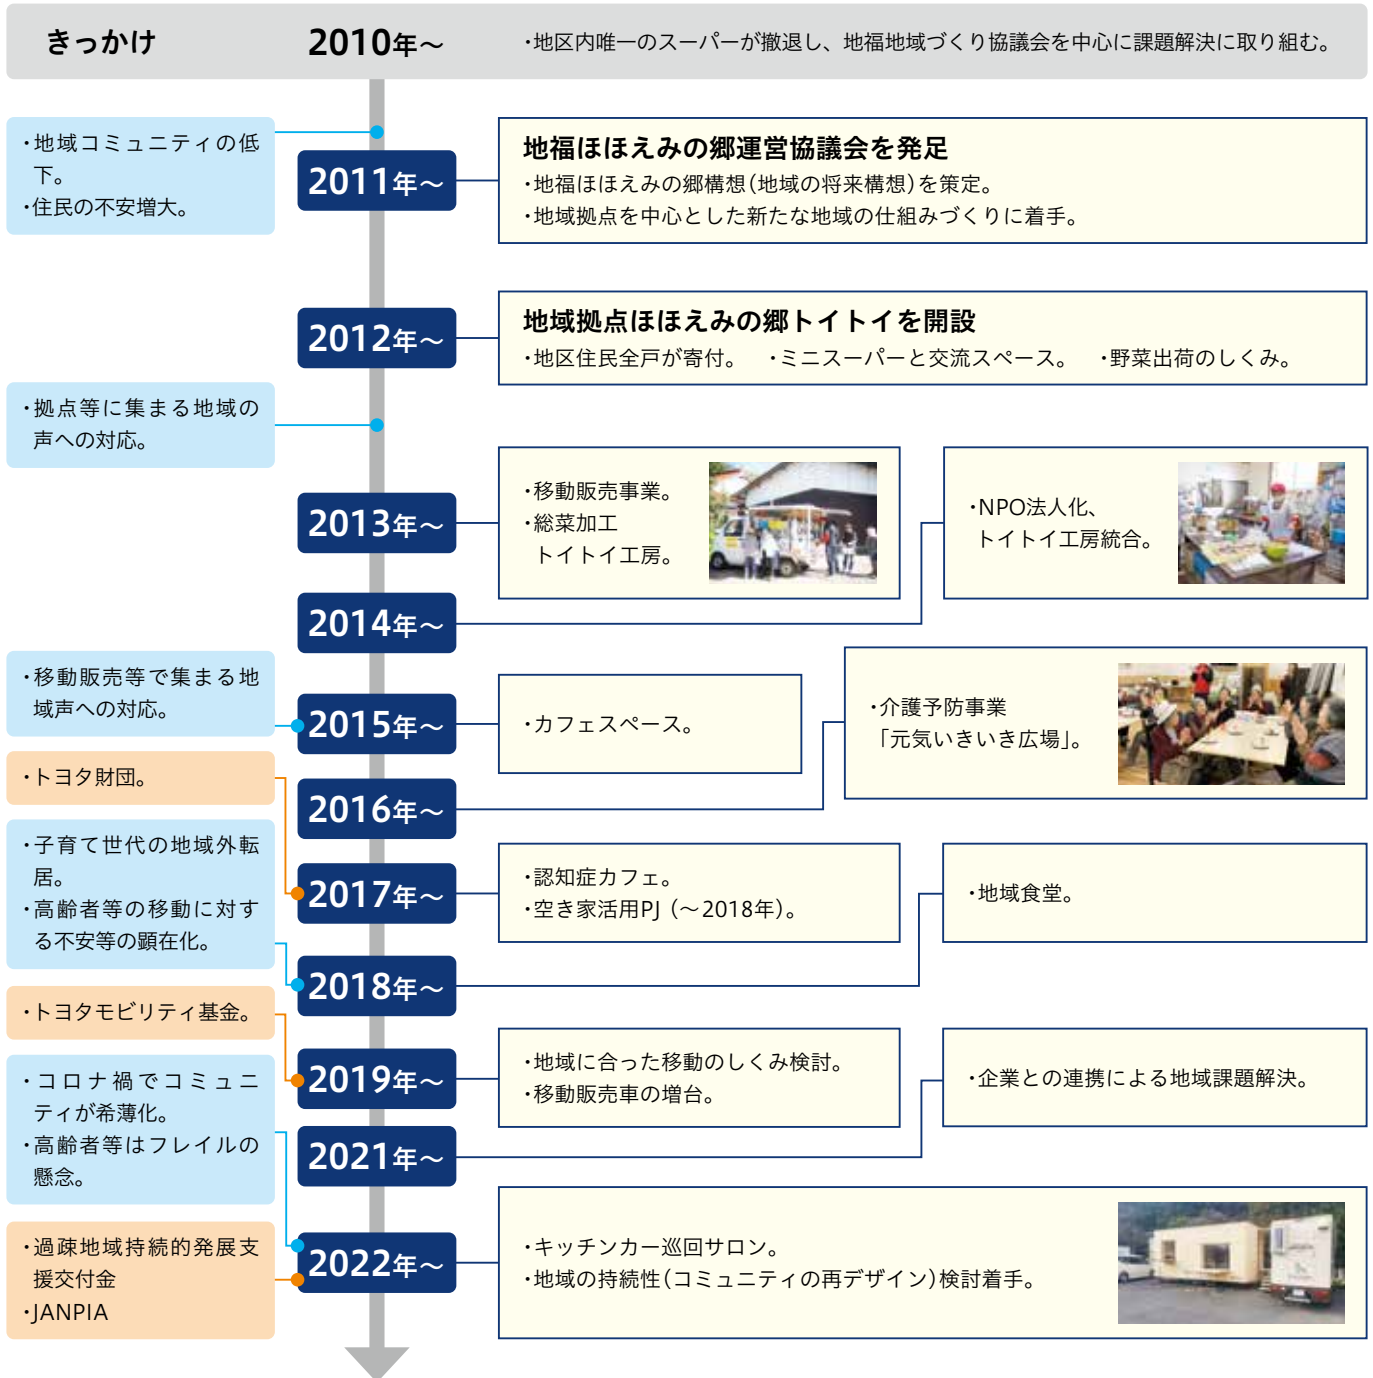 きっかけ
2010年～
・地区内唯一のスーパーが撤退し、地福地域づくり協議会を中心に課題解決に取り組む。
・地域コミュニティの低
下。
・住民の不安増大。
2011年～
地福ほほえみの郷運営協議会を発足
・地福ほほえみの郷構想（地域の将来構想）を策定。
・地域拠点を中心とした新たな地域の仕組みづくりに着手。
2012年～
地域拠点ほほえみの郷トイトイを開設
・地区住民全戸が寄付。 ・ミニスーパーと交流スペース。 ・野菜出荷のしくみ。
・拠点等に集まる地域の
声への対応。
2013年～
・移動販売事業。
・総菜加工
トイトイ工房。
2014年～
・NPO法人化、
トイトイ工房統合。
・移動販売等で集まる地
域声への対応。
2015年～
・カフェスペース。
2016年～
・介護予防事業
「元気いきいき広場」。
・トヨタ財団。
2017年～
・認知症カフェ。
・空き家活用PJ（～2018年）。
・子育て世代の地域外転
居。
・高齢者等の移動に対す
る不安等の顕在化。
2018年～
・地域食堂。
・トヨタモビリティ基金。
2019年～
・地域に合った移動のしくみ検討。
・移動販売車の増台。
2021年～
・企業との連携による地域課題解決。
・コロナ禍でコミュニ
ティが希薄化。
・高齢者等はフレイルの
懸念。
・過疎地域持続的発展支
援交付金
・JANPIA
2022年～
・キッチンカー巡回サロン。
・地域の持続性（コミュニティの再デザイン）検討着手。